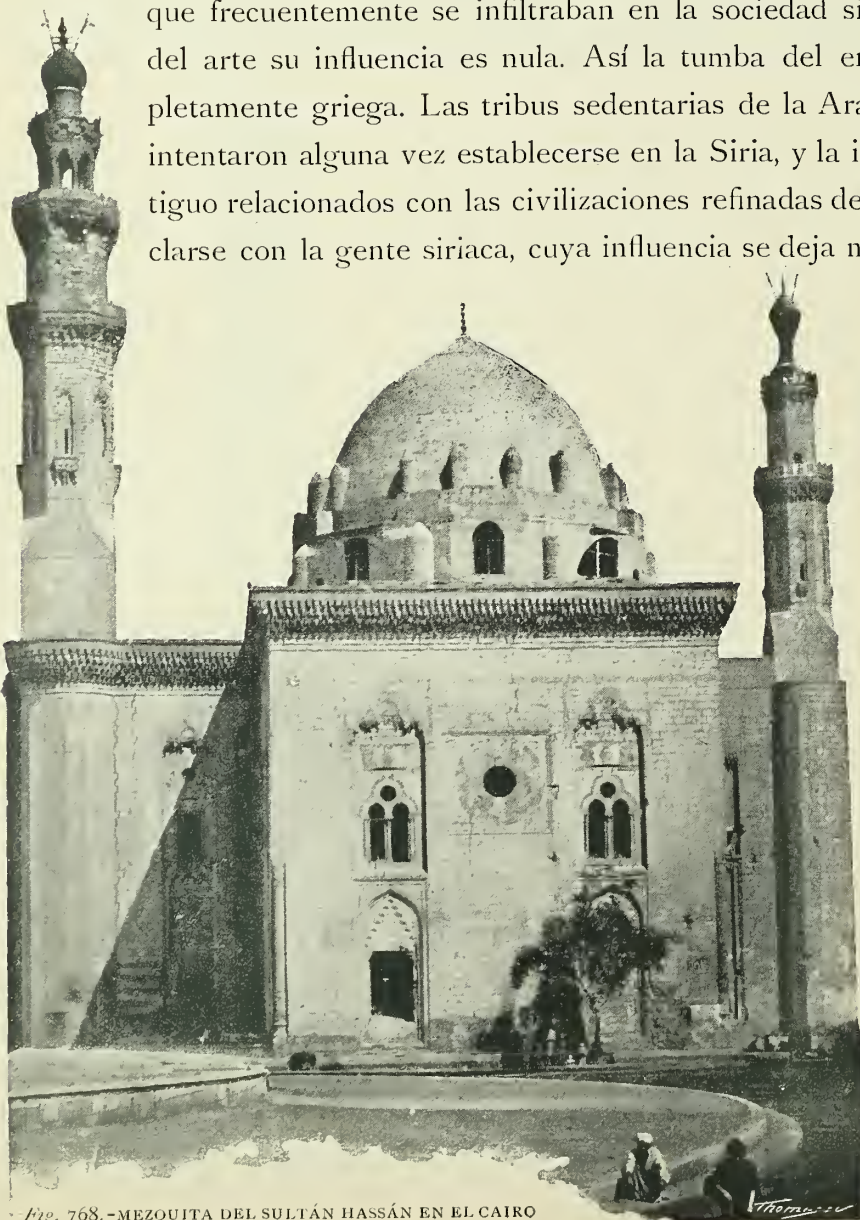 que frecuentemente se infiltraban en la sociedad si
del arte su influencia es nula. Así la tumba del en
pletamente griega. Las tribus sedentarias de la Ara
intentaron alguna vez establecerse en la Siria, y la i
tiguo relacionados con las civilizaciones refinadas de
clarse con la gente siriaca, cuya influencia se deja n
Fig. 768.-MEZQUITA DEL SULTÁN HASSÁN EN EL CAIRO